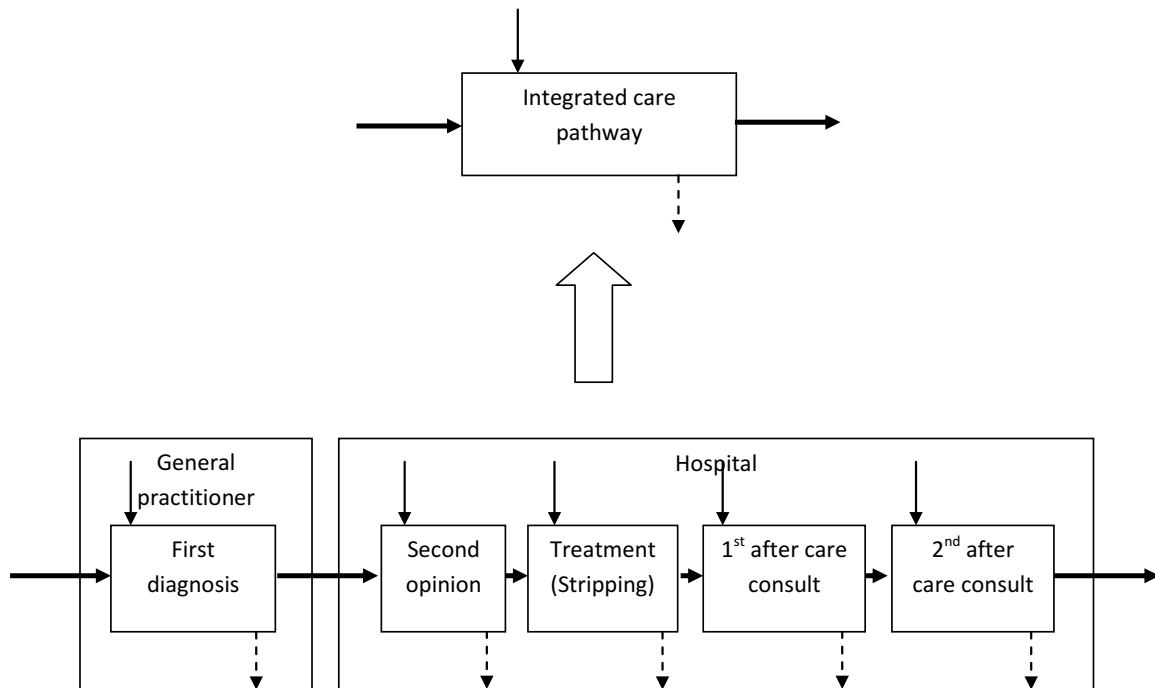 Integrated care
pathway
General
practitioner
Hospital
First
diagnosis
Second
opinion
Treatment
(Stripping)
1st after care
consult
2nd after
care consult